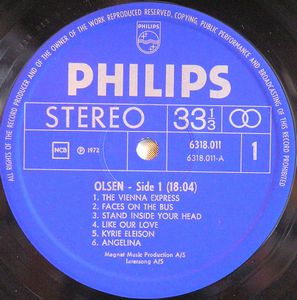 ALL RIGHTS OF THE RECORD PRODUCER AND OF THE OWNER OF THE WORK REPRODUCED RESERVED. COPYING, PUBLIC PERFORMANCE AND BROADCASTING OF THIS RECORD PROHIBITED.
PHILIPS
STEREO 33 1/3
NCB ℗ 1972 6318.011 1
6318.011-A
OLSEN - Side 1 (18:04)
1. THE VIENNA EXPRESS
2. FACES ON THE BUS
3. STAND INSIDE YOUR HEAD
4. LIKE OUR LOVE
5. KYRIE ELEISON
6. ANGELINA
Magnet Music Production A/S